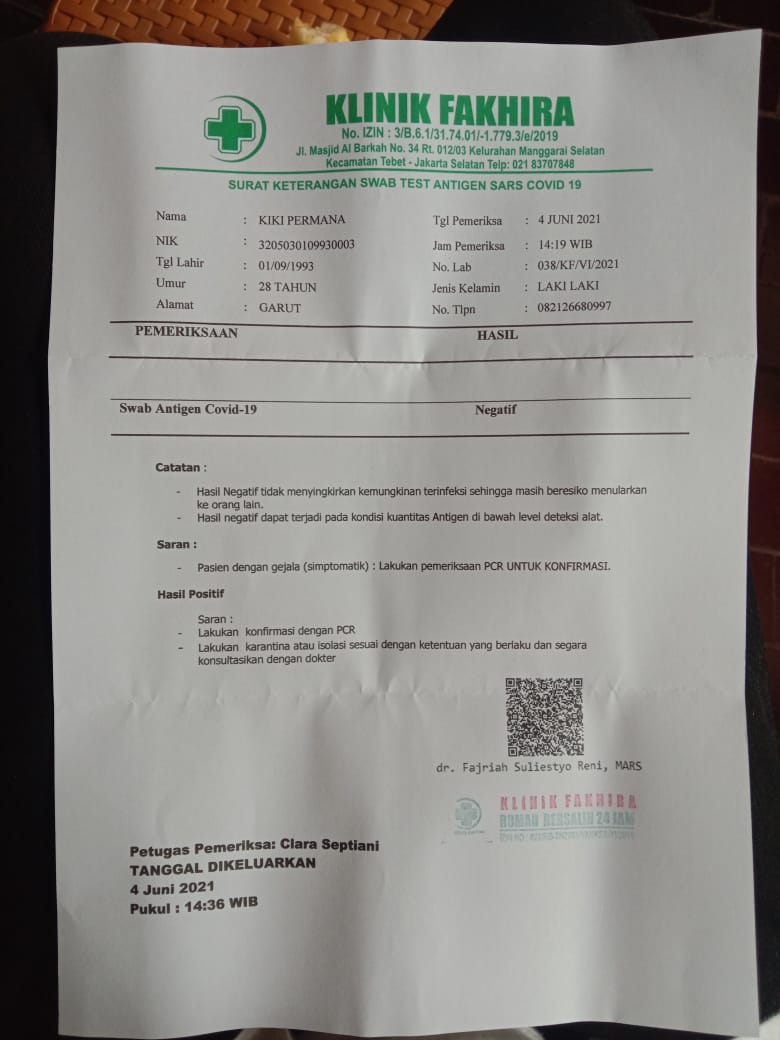 KLINIK FAKHIRA
No. IZIN : 3/B.6.1/31.74.01/-1.779.3/e/2019
Jl. Masjid Al Barkah No. 34 Rt. 012/03 Kelurahan Manggarai Selatan
Kecamatan Tebet - Jakarta Selatan Telp: 021 83707848
SURAT KETERANGAN SWAB TEST ANTIGEN SARS COVID 19
Nama : KIKI PERMANA Tgl Pemeriksa : 4 JUNI 2021
NIK : 3205030109930003 Jam Pemeriksa : 14:19 WIB
Tgl Lahir : 01/09/1993 No. Lab : 038/KF/VI/2021
Umur : 28 TAHUN Jenis Kelamin : LAKI LAKI
Alamat : GARUT No. Tlpn : 082126680997
PEMERIKSAAN HASIL
Swab Antigen Covid-19 Negatif
Catatan :
- Hasil Negatif tidak menyingkirkan kemungkinan terinfeksi sehingga masih beresiko menularkan
ke orang lain.
- Hasil negatif dapat terjadi pada kondisi kuantitas Antigen di bawah level deteksi alat.
Saran :
- Pasien dengan gejala (simptomatik) : Lakukan pemeriksaan PCR UNTUK KONFIRMASI.
Hasil Positif
Saran :
- Lakukan konfirmasi dengan PCR
- Lakukan karantina atau isolasi sesuai dengan ketentuan yang berlaku dan segara
konsultasikan dengan dokter
dr. Fajriah Suliestyo Reni, MARS
KLINIK FAKHIRA
RUMAH BERSALIN 24 JAM
Petugas Pemeriksa: Clara Septiani
TANGGAL DIKELUARKAN
4 Juni 2021
Pukul : 14:36 WIB